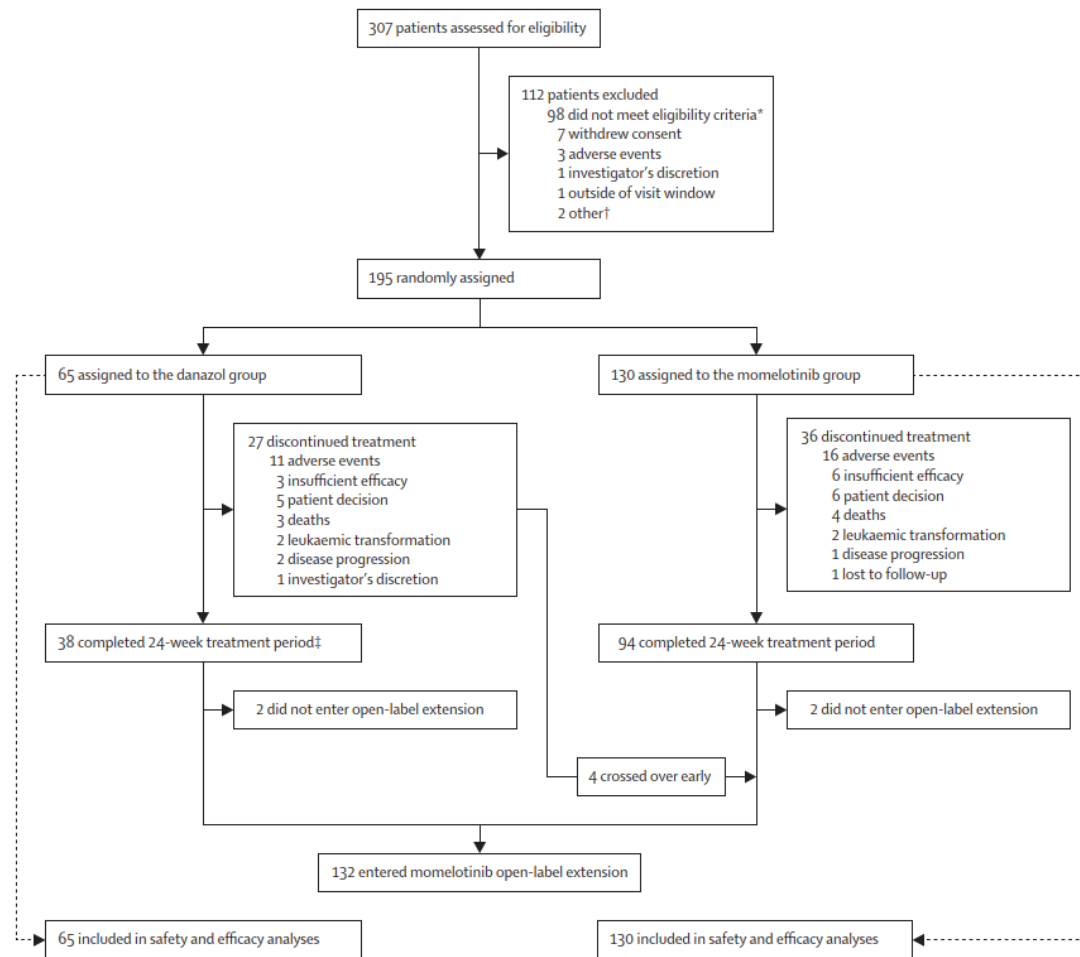 307 patients assessed for eligibility
112 patients excluded
98 did not meet eligibility criteria*
7 withdrew consent
3 adverse events
1 investigator's discretion
1 outside of visit window
2 other†
195 randomly assigned
65 assigned to the danazol group
130 assigned to the momelotinib group
27 discontinued treatment
11 adverse events
3 insufficient efficacy
5 patient decision
3 deaths
2 leukaemic transformation
2 disease progression
1 investigator's discretion
36 discontinued treatment
16 adverse events
6 insufficient efficacy
6 patient decision
4 deaths
2 leukaemic transformation
1 disease progression
1 lost to follow-up
38 completed 24-week treatment period‡
94 completed 24-week treatment period
2 did not enter open-label extension
2 did not enter open-label extension
4 crossed over early
132 entered momelotinib open-label extension
65 included in safety and efficacy analyses
130 included in safety and efficacy analyses